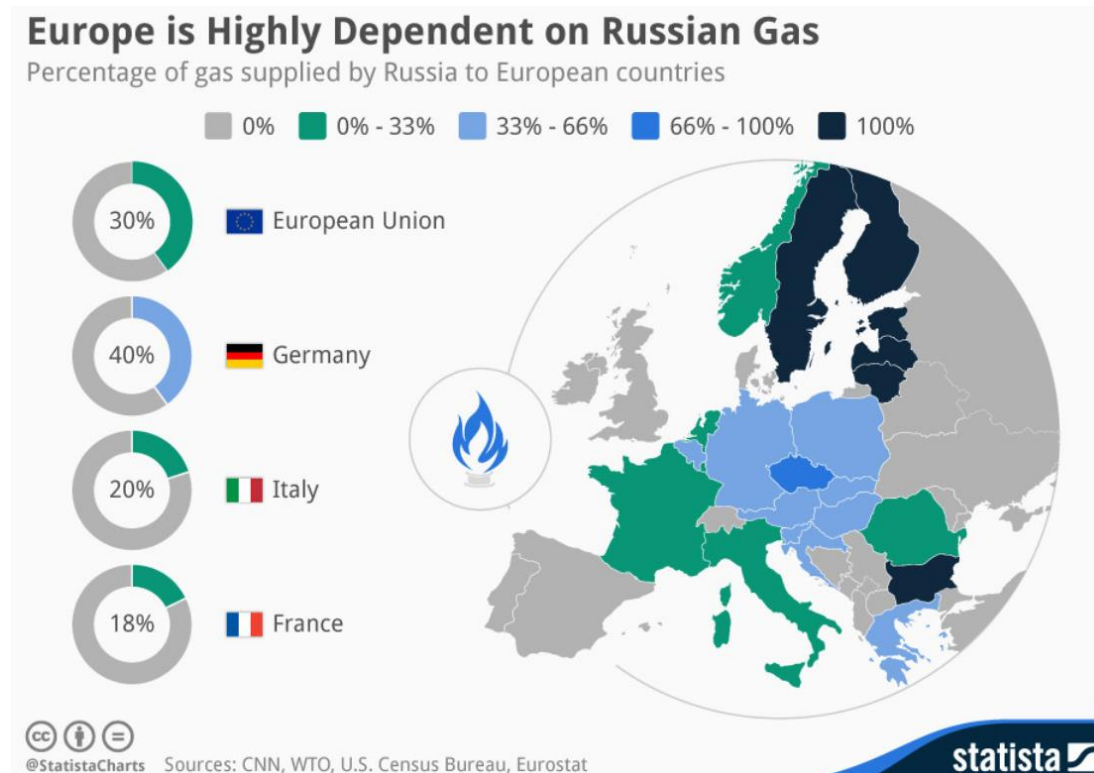 Europe is Highly Dependent on Russian Gas
Percentage of gas supplied by Russia to European countries
0% 0% - 33% 33% - 66% 66% - 100% 100%
30% European Union
40% Germany
20% Italy
18% France
cc
@StatistaCharts Sources: CNN, WTO, U.S. Census Bureau, Eurostat
statista